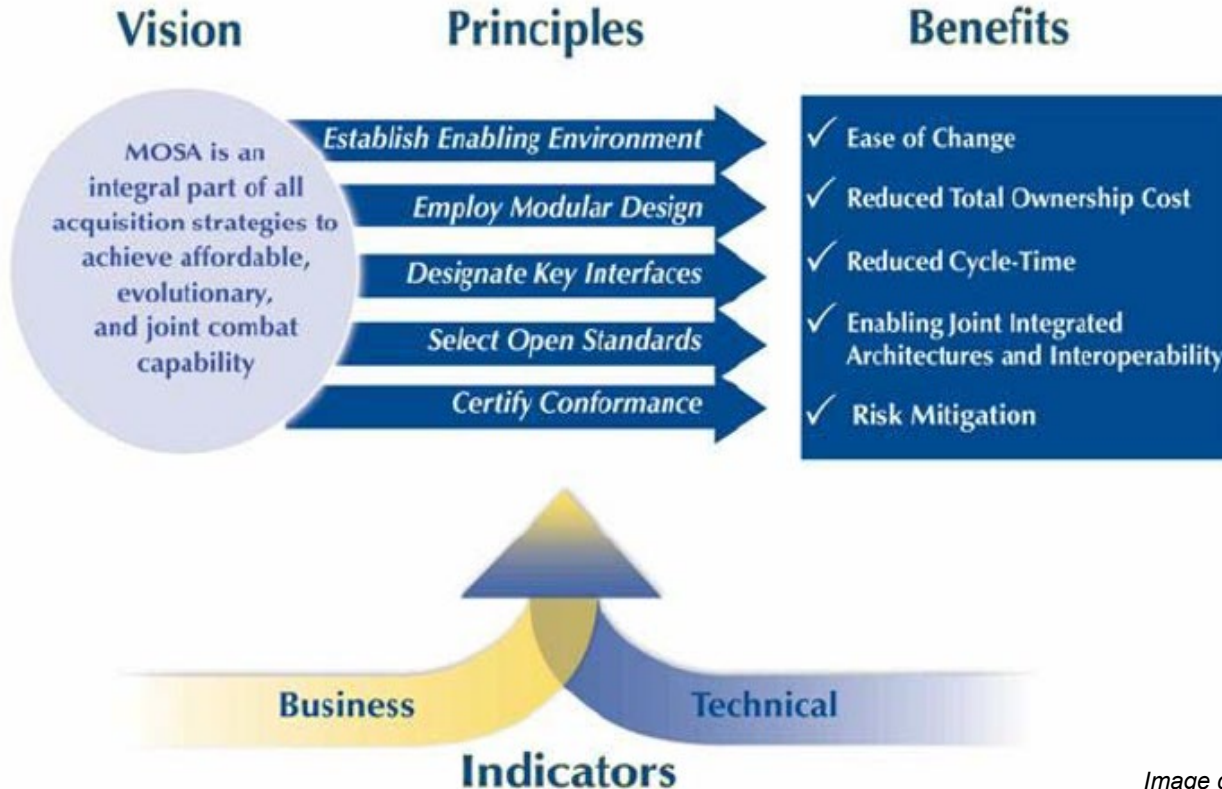 Vision
Principles
Benefits
MOSA is an
integral part of all
acquisition strategies to
achieve affordable,
evolutionary,
and joint combat
capability
Establish Enabling Environment
Employ Modular Design
Designate Key Interfaces
Select Open Standards
Certify Conformance
✓ Ease of Change
✓ Reduced Total Ownership Cost
✓ Reduced Cycle-Time
✓ Enabling Joint Integrated
Architectures and Interoperability
✓ Risk Mitigation
Business
Technical
Indicators
Image